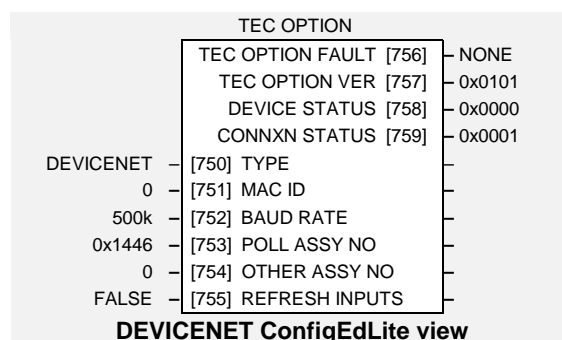 TEC OPTION
TEC OPTION FAULT [756] – NONE
TEC OPTION VER [757] – 0x0101
DEVICE STATUS [758] – 0x0000
CONNXN STATUS [759] – 0x0001
DEVICENET – [750] TYPE –
0 – [751] MAC ID –
500k – [752] BAUD RATE –
0x1446 – [753] POLL ASSY NO –
0 – [754] OTHER ASSY NO –
FALSE – [755] REFRESH INPUTS –
DEVICENET ConfigEdLite view